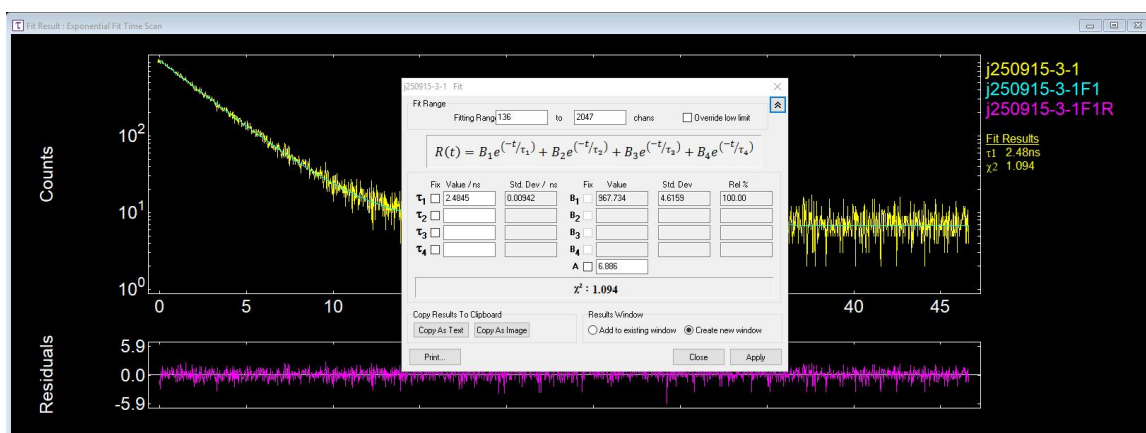 Fit Result : Exponential Fit Time Scan
j250915-3-1 Fit
Fit Range
Fitting Rang 136 to 2047 chans Override low limit
R(t) = B₁e^(-t/τ₁) + B₂e^(-t/τ₂) + B₃e^(-t/τ₃) + B₄e^(-t/τ₄)
Fix Value / ns Std. Dev / ns Fix Value Std. Dev Rel %
τ₁ 2.4845 0.00942 B₁ 967.734 4.6159 100.00
τ₂ B₂
τ₃ B₃
τ₄ B₄
A 6.886
χ² : 1.094
Copy Results To Clipboard
Copy As Text Copy As Image
Results Window
Add to existing window Create new window
Print... Close Apply
j250915-3-1
j250915-3-1F1
j250915-3-1F1R
Fit Results
τ1 2.48ns
χ2 1.094
Counts
10²
10¹
10⁰
0 5 10 40 45
Residuals
5.9
0.0
-5.9